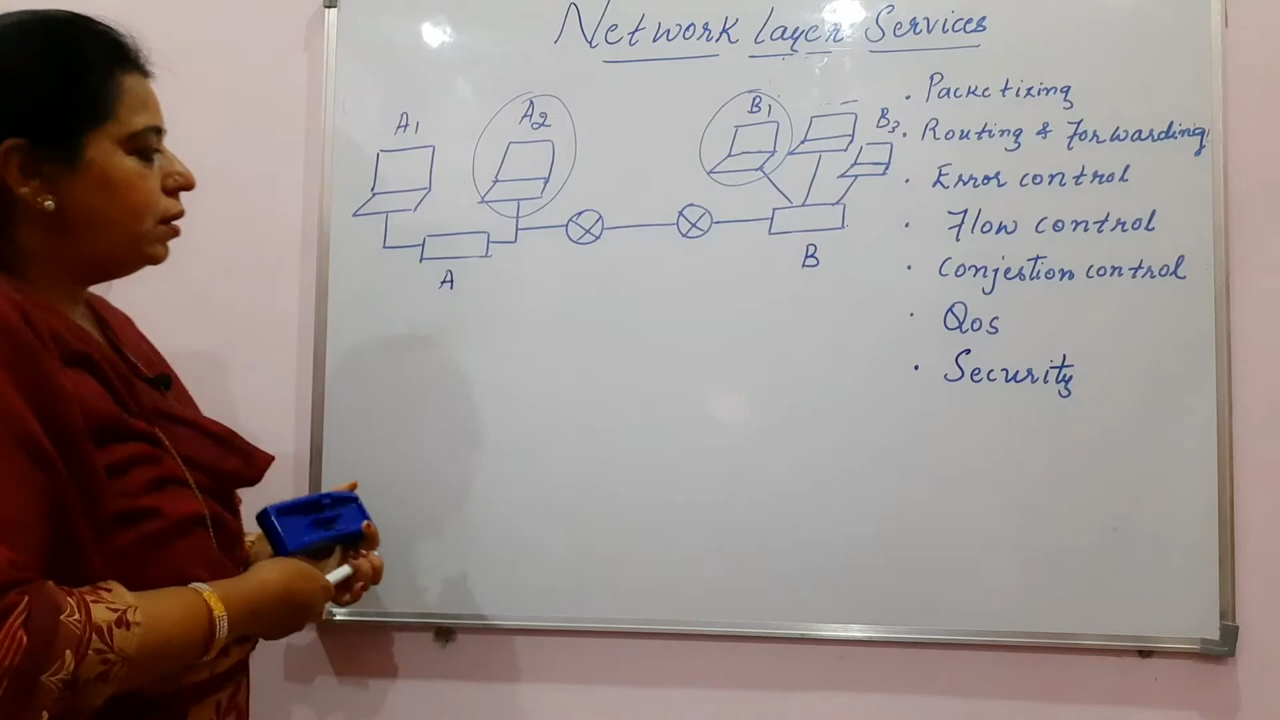 Network Layer Services
A1
A2
B1
B3
A
B
. Packetizing
. Routing & Forwarding
. Error control
. Flow control
. Conjestion control
. Qos
. Security